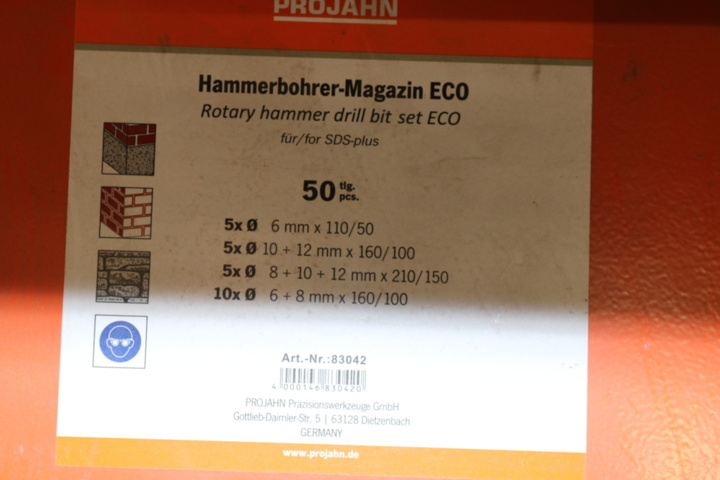 PROJAHN
Hammerbohrer-Magazin ECO
Rotary hammer drill bit set ECO
für/for SDS-plus
50 tlg. pcs.
5x Ø 6 mm x 110/50
5x Ø 10 + 12 mm x 160/100
5x Ø 8 + 10 + 12 mm x 210/150
10x Ø 6 + 8 mm x 160/100
Art.-Nr.:83042
4 000146 830420
PROJAHN Präzisionswerkzeuge GmbH
Gottlieb-Daimler-Str. 5 | 63128 Dietzenbach
GERMANY
www.projahn.de